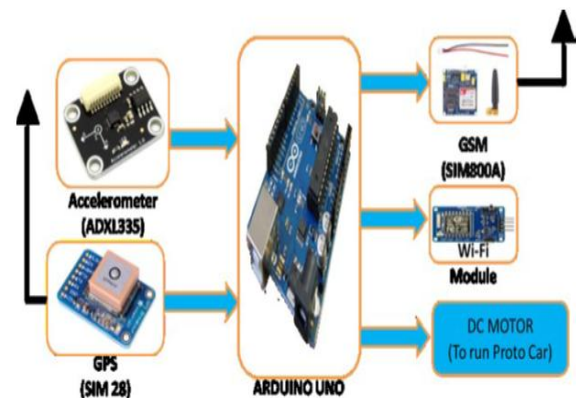 Accelerometer
(ADXL335)
GPS
(SIM 28)
ARDUINO UNO
GSM
(SIM800A)
Wi-Fi
Module
DC MOTOR
(To run Proto Car)